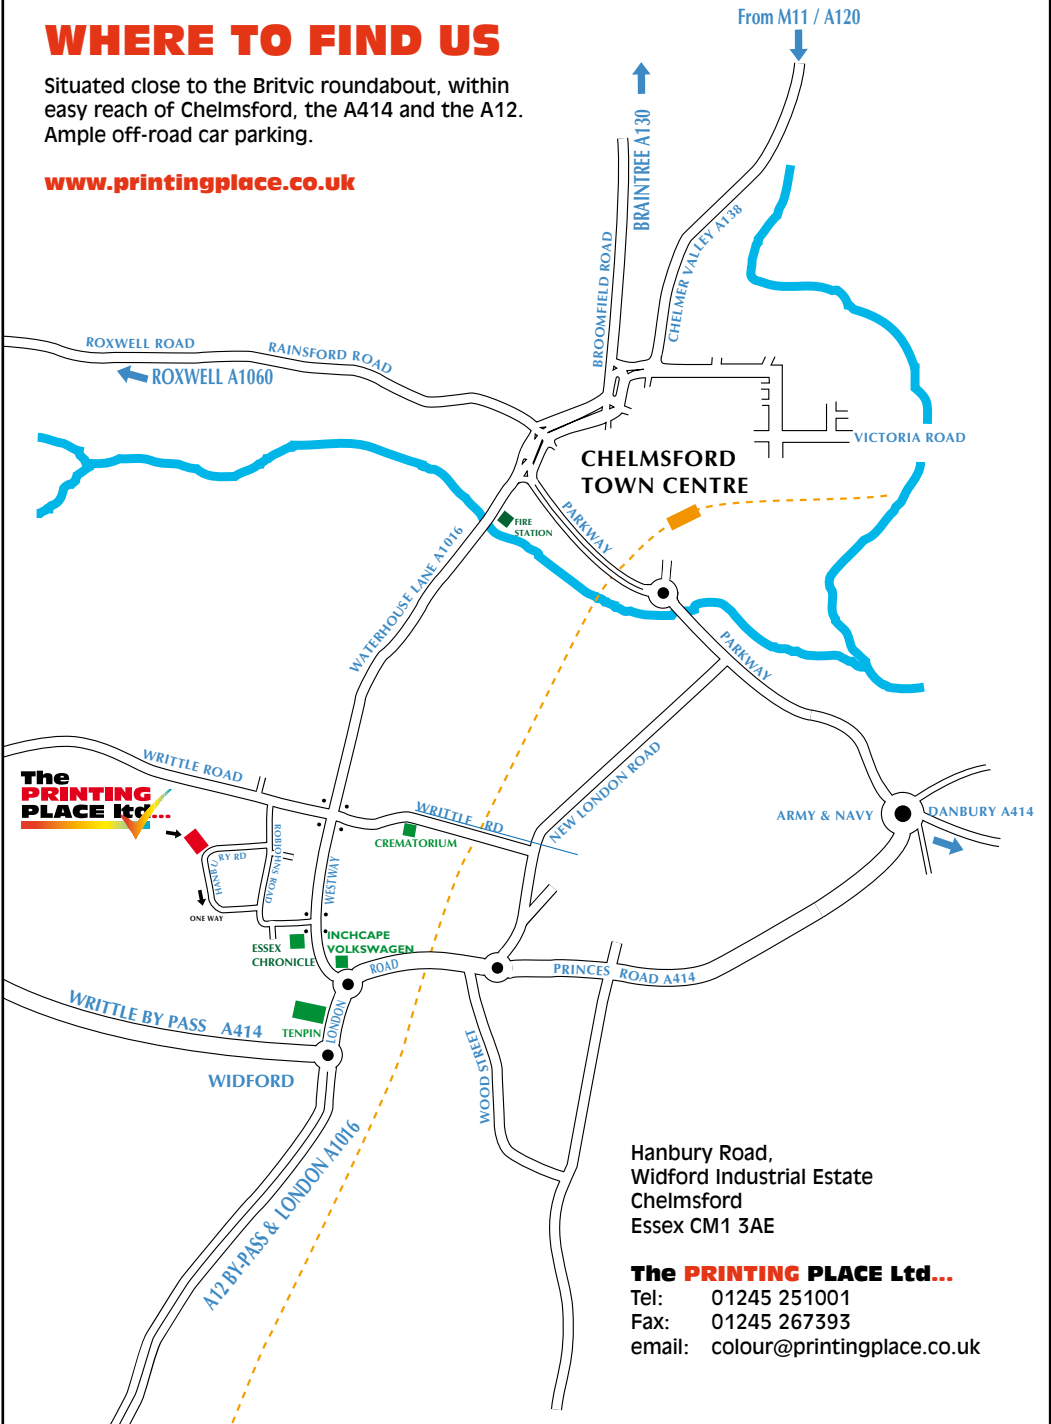 WHERE TO FIND US
Situated close to the Britvic roundabout, within
easy reach of Chelmsford, the A414 and the A12.
Ample off-road car parking.
www.printingplace.co.uk
From M11 / A120
BRAINTREE A130
BROOMFIELD ROAD
CHELMER VALLEY A138
ROXWELL ROAD
RAINSFORD ROAD
ROXWELL A1060
VICTORIA ROAD
CHELMSFORD
TOWN CENTRE
FIRE
STATION
PARKWAY
WATERHOUSE LANE A1016
PARKWAY
WRITTLE ROAD
The
PRINTING
PLACE ltd...
WRITTLE RD
NEW LONDON ROAD
CREMATORIUM
ARMY & NAVY
DANBURY A414
ROBJOHNS ROAD
HANBURY RD
WESTWAY
ONE WAY
ESSEX
CHRONICLE
INCHCAPE
VOLKSWAGEN
LONDON ROAD
PRINCES ROAD A414
WRITTLE BY PASS A414
TENPIN
WOOD STREET
WIDFORD
A12 BY-PASS & LONDON A1016
Hanbury Road,
Widford Industrial Estate
Chelmsford
Essex CM1 3AE
The PRINTING PLACE Ltd...
Tel: 01245 251001
Fax: 01245 267393
email: colour@printingplace.co.uk